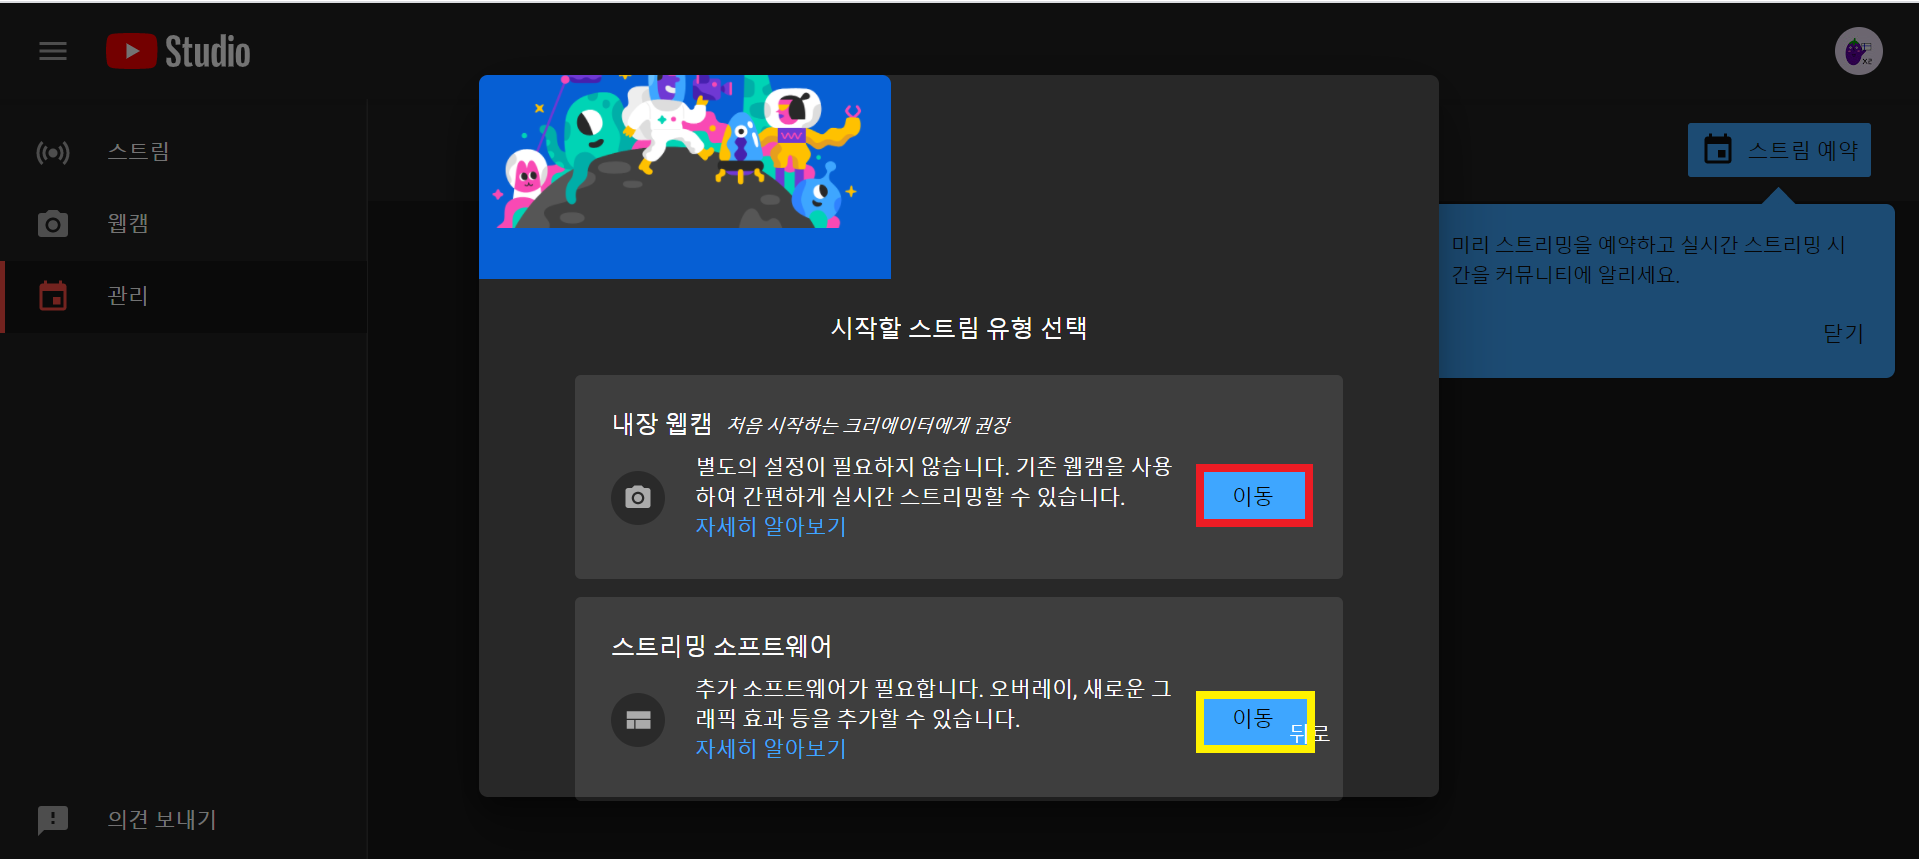 Studio
스트림
웹캠
관리
의견 보내기
스트림 예약
미리 스트리밍을 예약하고 실시간 스트리밍 시
간을 커뮤니티에 알리세요.
닫기
시작할 스트림 유형 선택
내장 웹캠 처음 시작하는 크리에이터에게 권장
별도의 설정이 필요하지 않습니다. 기존 웹캠을 사용
하여 간편하게 실시간 스트리밍할 수 있습니다.
자세히 알아보기
이동
스트리밍 소프트웨어
추가 소프트웨어가 필요합니다. 오버레이, 새로운 그
래픽 효과 등을 추가할 수 있습니다.
자세히 알아보기
이동
뒤로